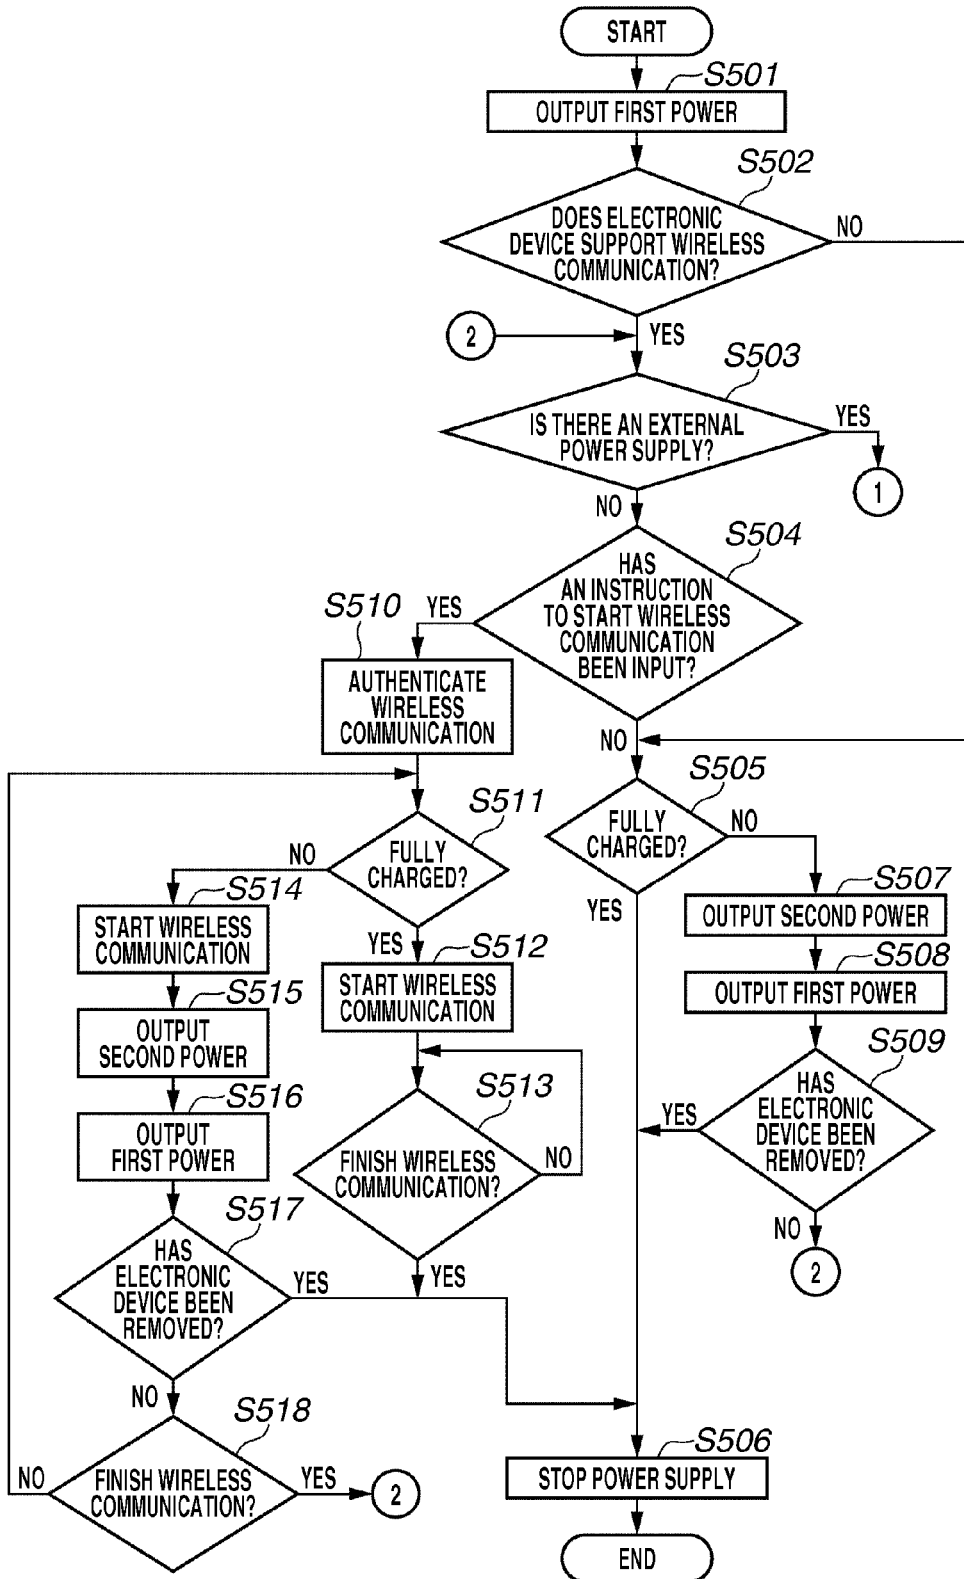 START
S501
OUTPUT FIRST POWER
S502
DOES ELECTRONIC
DEVICE SUPPORT WIRELESS
COMMUNICATION?
NO
2
YES
S503
IS THERE AN EXTERNAL
POWER SUPPLY?
YES
1
NO
S504
HAS
AN INSTRUCTION
TO START WIRELESS
COMMUNICATION
BEEN INPUT?
YES
S510
AUTHENTICATE
WIRELESS
COMMUNICATION
NO
S505
FULLY
CHARGED?
NO
YES
S511
FULLY
CHARGED?
NO
YES
S507
OUTPUT SECOND POWER
S508
OUTPUT FIRST POWER
S509
HAS
ELECTRONIC
DEVICE BEEN
REMOVED?
YES
NO
2
S514
START WIRELESS
COMMUNICATION
S512
START WIRELESS
COMMUNICATION
S515
OUTPUT
SECOND POWER
S516
OUTPUT
FIRST POWER
S513
FINISH WIRELESS
COMMUNICATION?
NO
YES
S517
HAS
ELECTRONIC
DEVICE BEEN
REMOVED?
YES
NO
S518
FINISH WIRELESS
COMMUNICATION?
NO
YES
2
S506
STOP POWER SUPPLY
END